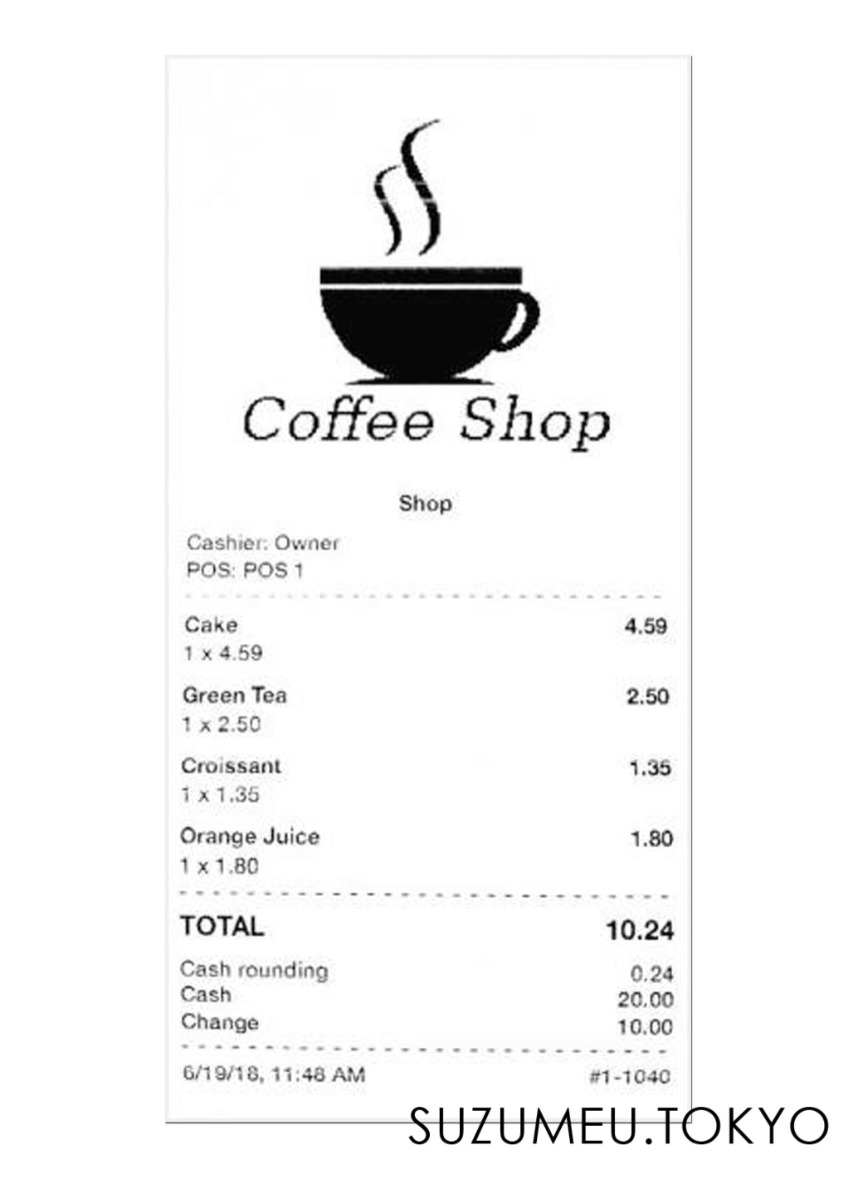 Coffee Shop
Shop
Cashier: Owner
POS: POS 1
Cake 4.59
1 x 4.59
Green Tea 2.50
1 x 2.50
Croissant 1.35
1 x 1.35
Orange Juice 1.80
1 x 1.80
TOTAL 10.24
Cash rounding 0.24
Cash 20.00
Change 10.00
6/19/18, 11:48 AM #1-1040
SUZUMEU.TOKYO